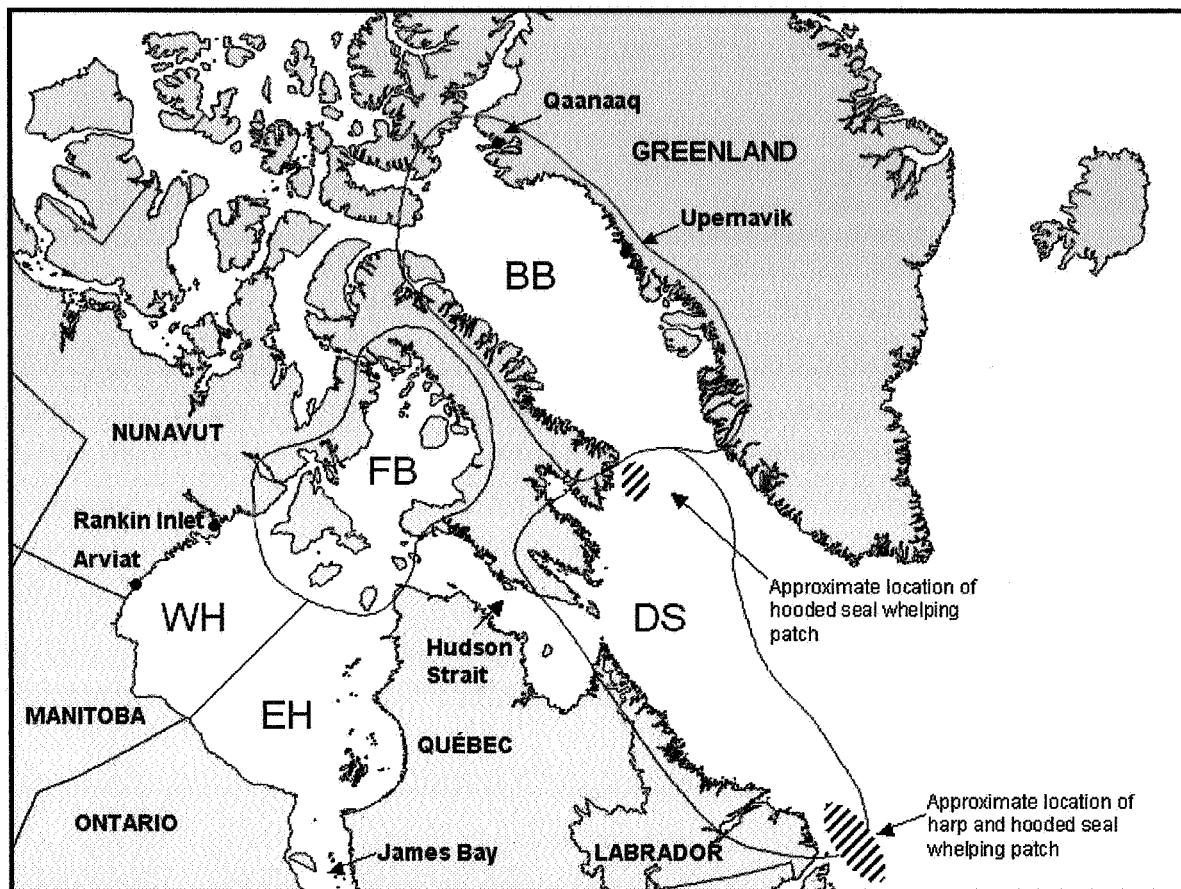 Qaanaaq
GREENLAND
Upernavik
BB
NUNAVUT
FB
Rankin Inlet
Arviat
Approximate location of
hooded seal whelping
patch
WH
DS
Hudson
Strait
MANITOBA
EH
QUÉBEC
ONTARIO
Approximate location of
harp and hooded seal
whelping patch
LABRADOR
James Bay